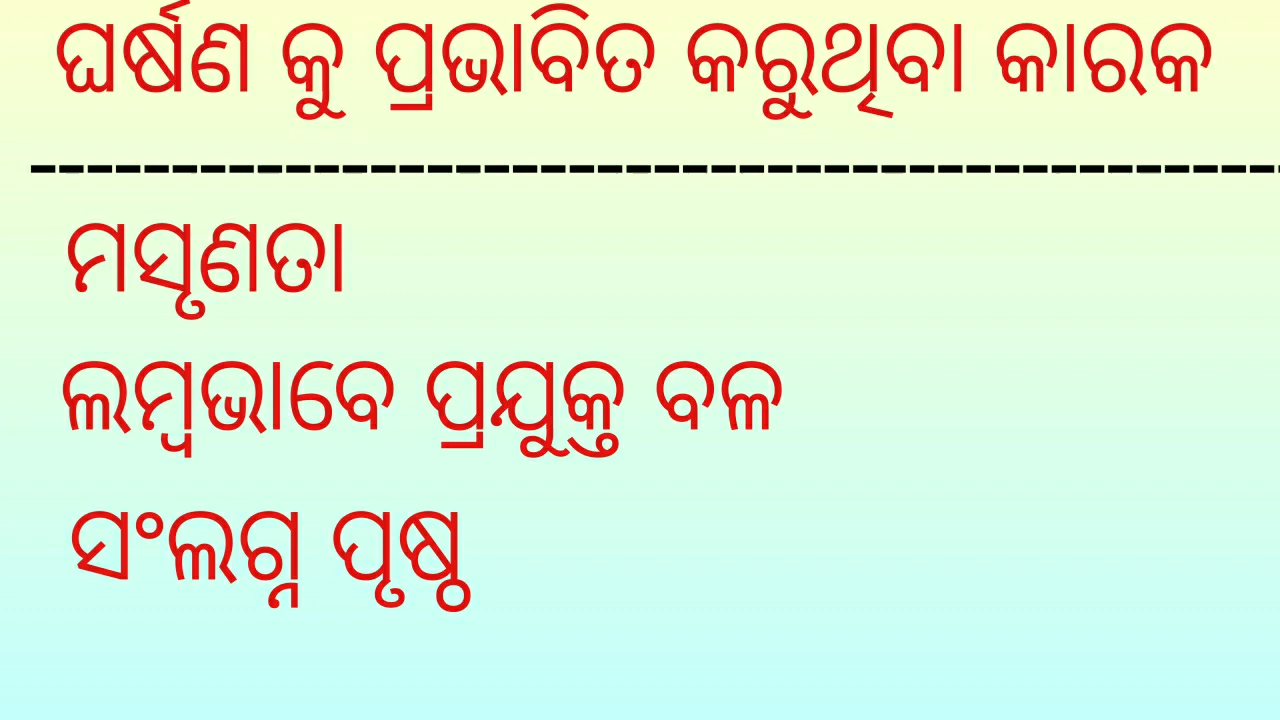 ଘର୍ଷଣ କୁ ପ୍ରଭାବିତ କରୁଥିବା କାରକ
ମସୃଣତା
ଲମ୍ବଭାବେ ପ୍ରଯୁକ୍ତ ବଳ
ସଂଲଗ୍ନ ପୃଷ୍ଠ